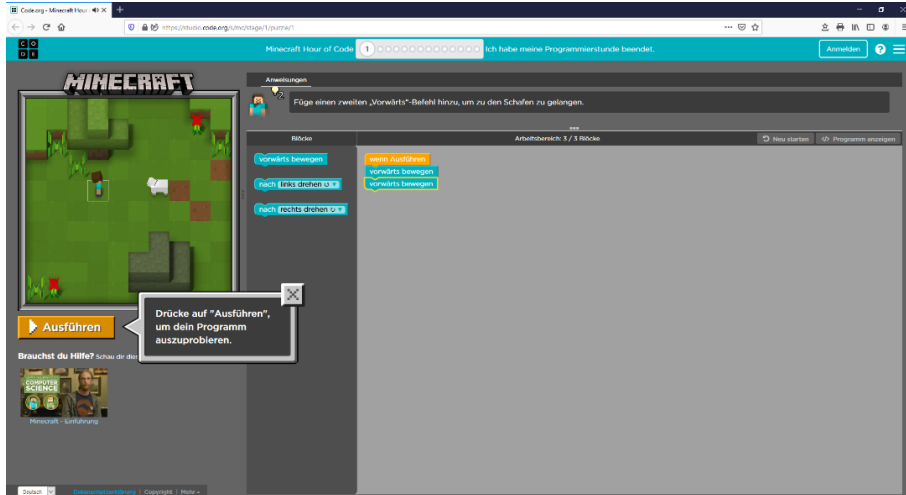 Code.org - Minecraft Hour
https://studio.code.org/s/mc/stage/1/puzzle/1
C O
D E
Minecraft Hour of Code
1
Ich habe meine Programmierstunde beendet.
Anmelden
?
MINECRAFT
Anweisungen
2
Füge einen zweiten „Vorwärts“-Befehl hinzu, um zu den Schafen zu gelangen.
Blöcke
Arbeitsbereich: 3 / 3 Blöcke
Neu starten
Programm anzeigen
vorwärts bewegen
nach links drehen
nach rechts drehen
wenn Ausführen
vorwärts bewegen
vorwärts bewegen
Ausführen
Drücke auf "Ausführen",
um dein Programm
auszuprobieren.
Brauchst du Hilfe? Schau dir
COMPUTER
SCIENCE
Minecraft - Einführung
Deutsch
Copyright | Mehr